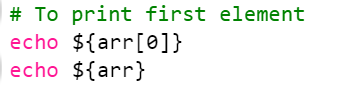 # To print first element
echo ${arr[0]}
echo ${arr}